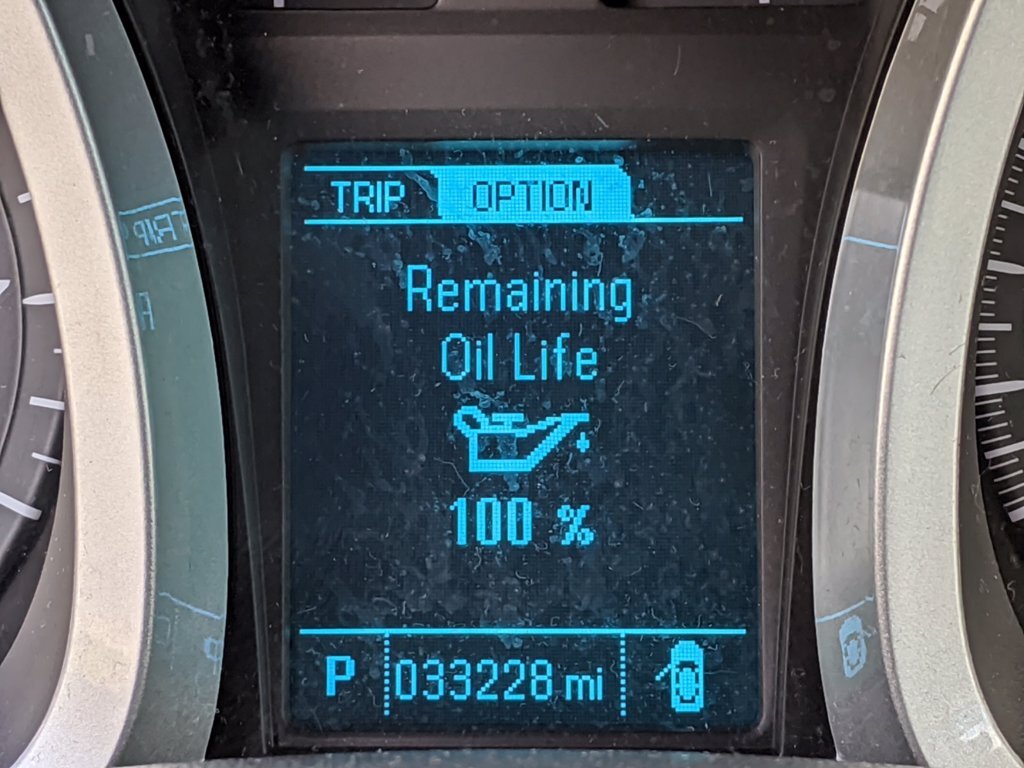 TRIP OPTION
Remaining
Oil Life
100 %
P 033228 mi